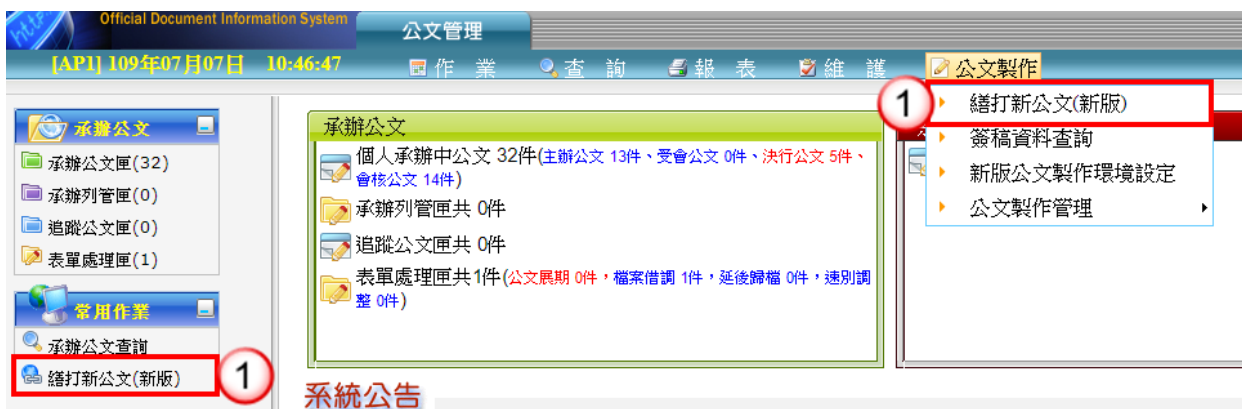 Official Document Information System
公文管理
[AP1] 109年07月07日 10:46:47
作業 查詢 報表 維護 公文製作
1 繕打新公文(新版)
簽稿資料查詢
新版公文製作環境設定
公文製作管理
承辦公文
承辦公文匣(32)
承辦列管匣(0)
追蹤公文匣(0)
表單處理匣(1)
常用作業
承辦公文查詢
繕打新公文(新版) 1
承辦公文
個人承辦中公文 32件(主辦公文 13件、受會公文 0件、決行公文 5件、
會核公文 14件)
承辦列管匣共 0件
追蹤公文匣共 0件
表單處理匣共1件(公文展期 0件，檔案借調 1件，延後歸檔 0件，速別調
整 0件)
系統公告